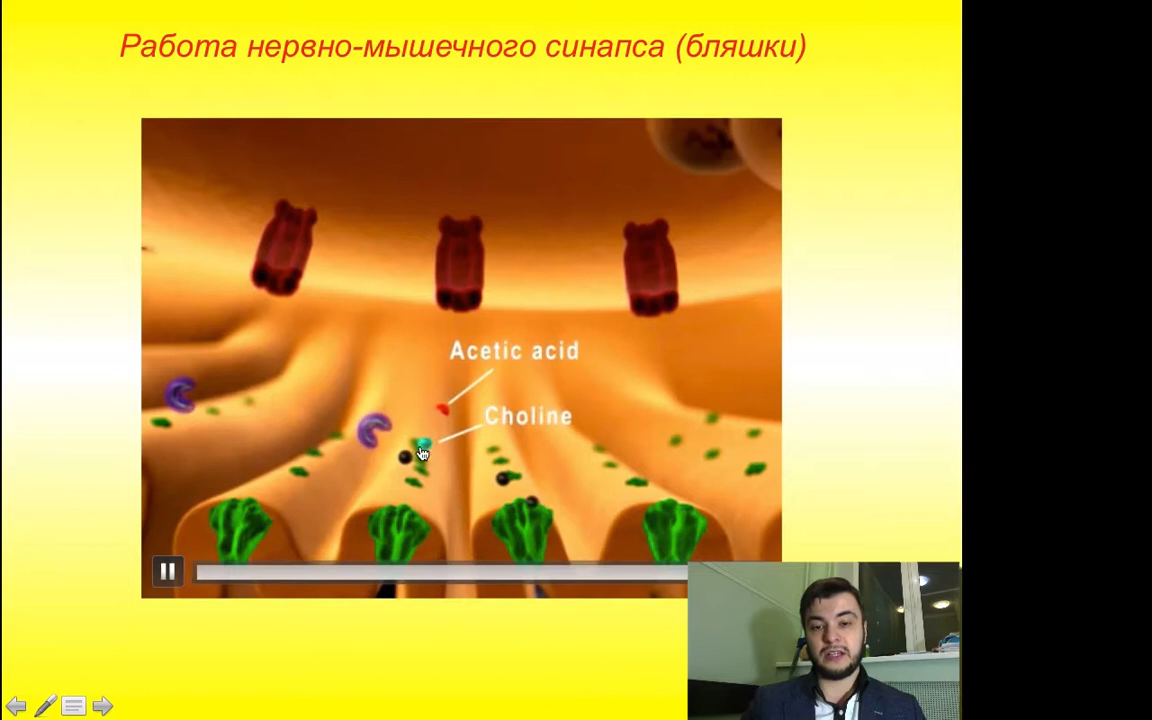 Работа нервно-мышечного синапса (бляшки)
Acetic acid
Choline